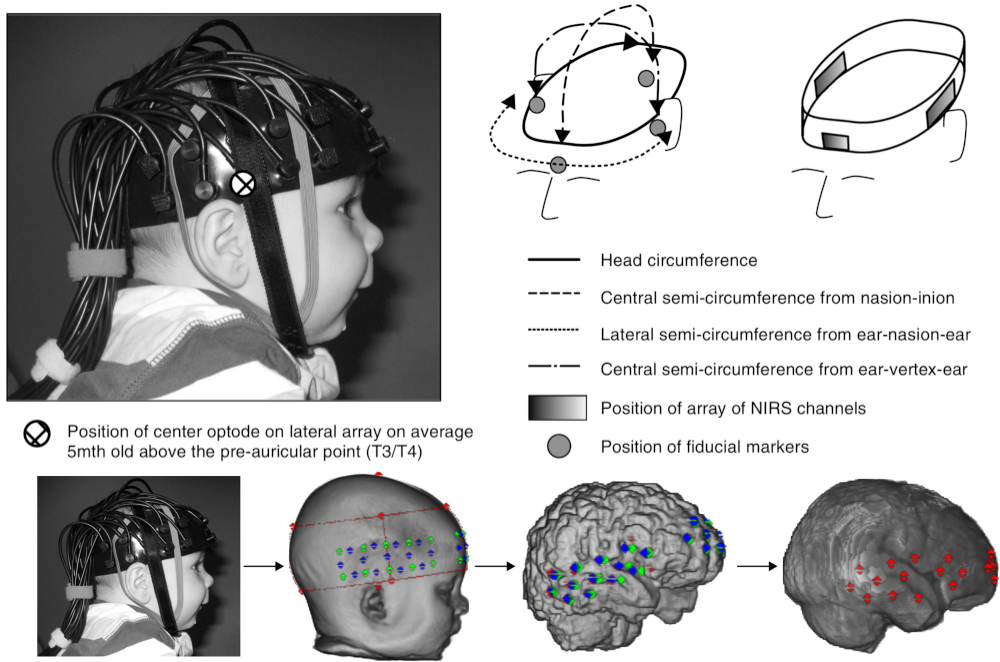 Head circumference
Central semi-circumference from nasion-inion
Lateral semi-circumference from ear-nasion-ear
Central semi-circumference from ear-vertex-ear
Position of array of NIRS channels
Position of fiducial markers
Position of center optode on lateral array on average
5mth old above the pre-auricular point (T3/T4)